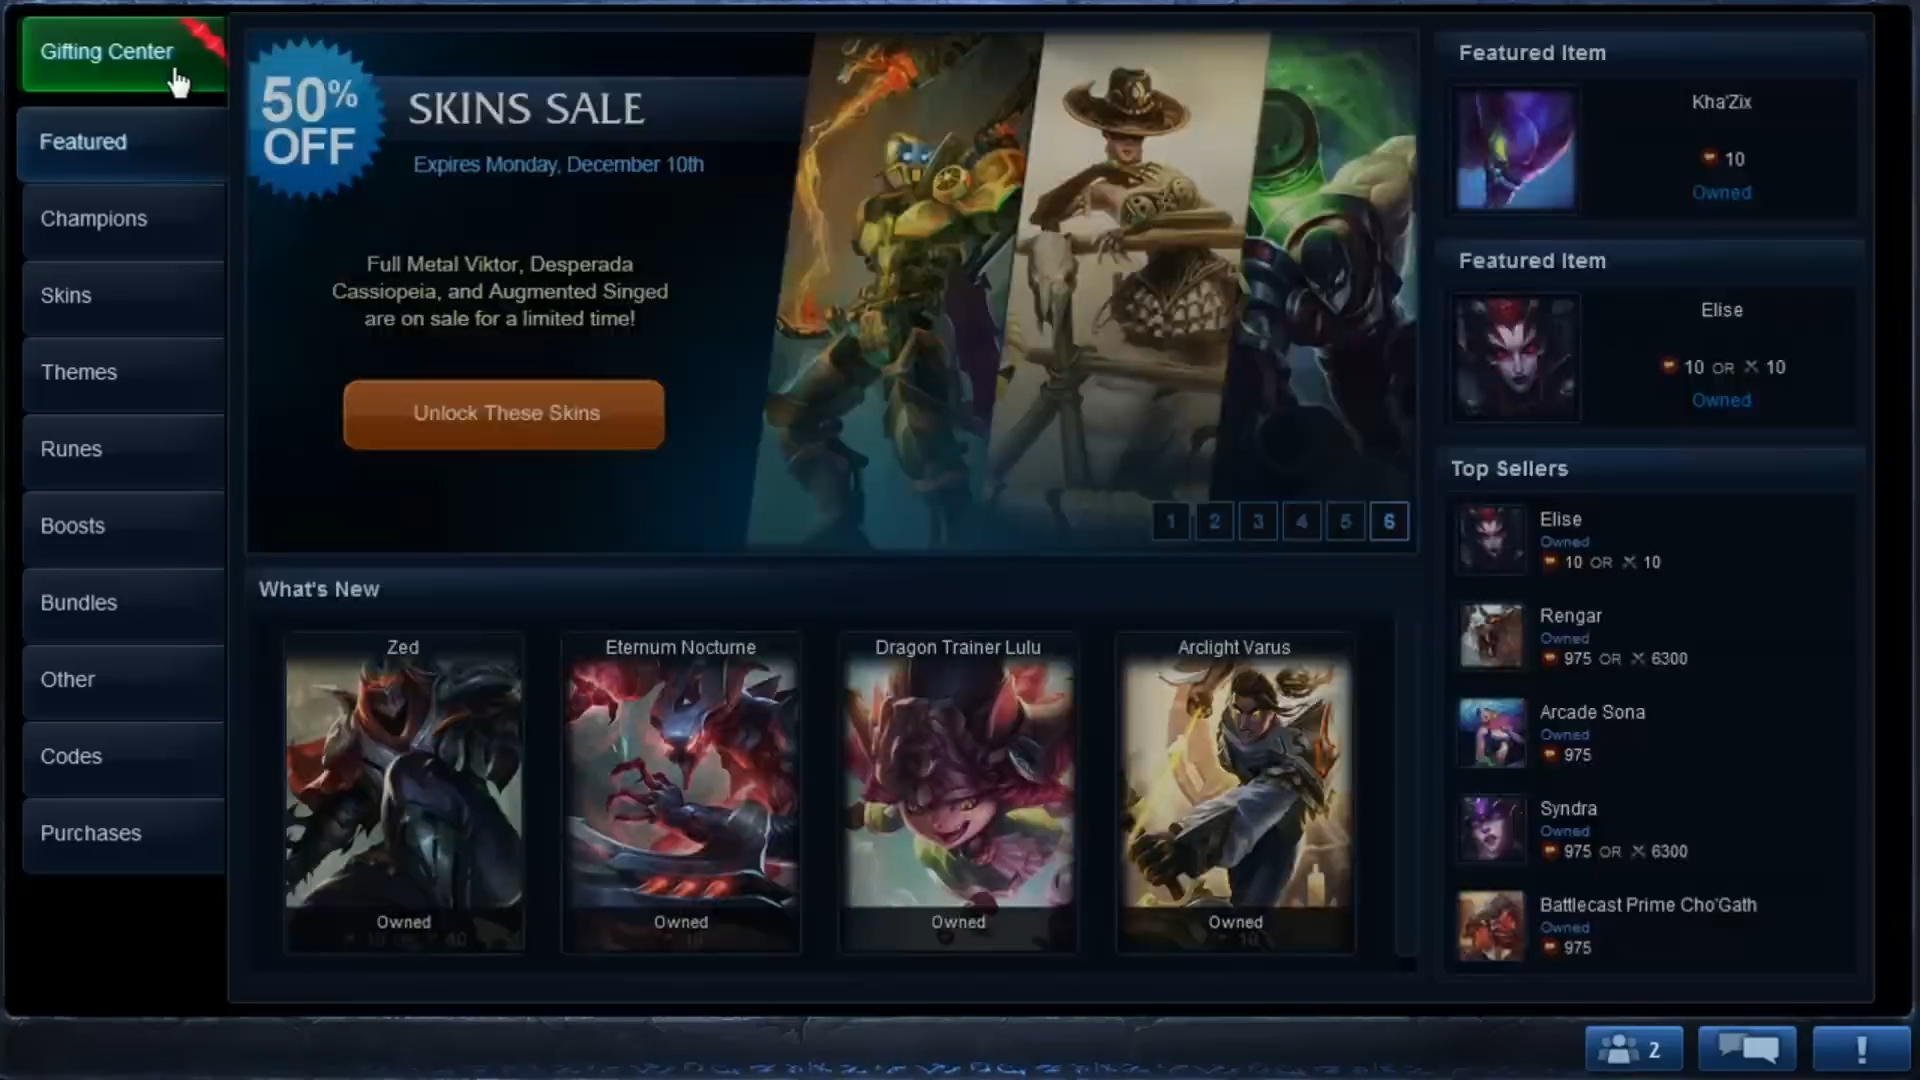 Gifting Center
Featured
Champions
Skins
Themes
Runes
Boosts
Bundles
Other
Codes
Purchases
50% OFF
SKINS SALE
Expires Monday, December 10th
Full Metal Viktor, Desperada
Cassiopeia, and Augmented Singed
are on sale for a limited time!
Unlock These Skins
1 2 3 4 5 6
What's New
Zed
Owned
Eternum Nocturne
Owned
Dragon Trainer Lulu
Owned
Arclight Varus
Owned
Featured Item
Kha'Zix
10
Owned
Featured Item
Elise
10 OR 10
Owned
Top Sellers
Elise
Owned
10 OR 10
Rengar
Owned
975 OR 6300
Arcade Sona
Owned
975
Syndra
Owned
975 OR 6300
Battlecast Prime Cho'Gath
Owned
975
2
!